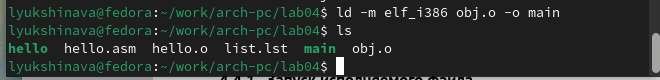 lyukshinava@fedora:~/work/arch-pc/lab04$ ld -m elf_i386 obj.o -o main
lyukshinava@fedora:~/work/arch-pc/lab04$ ls
hello hello.asm hello.o list.lst main obj.o
lyukshinava@fedora:~/work/arch-pc/lab04$